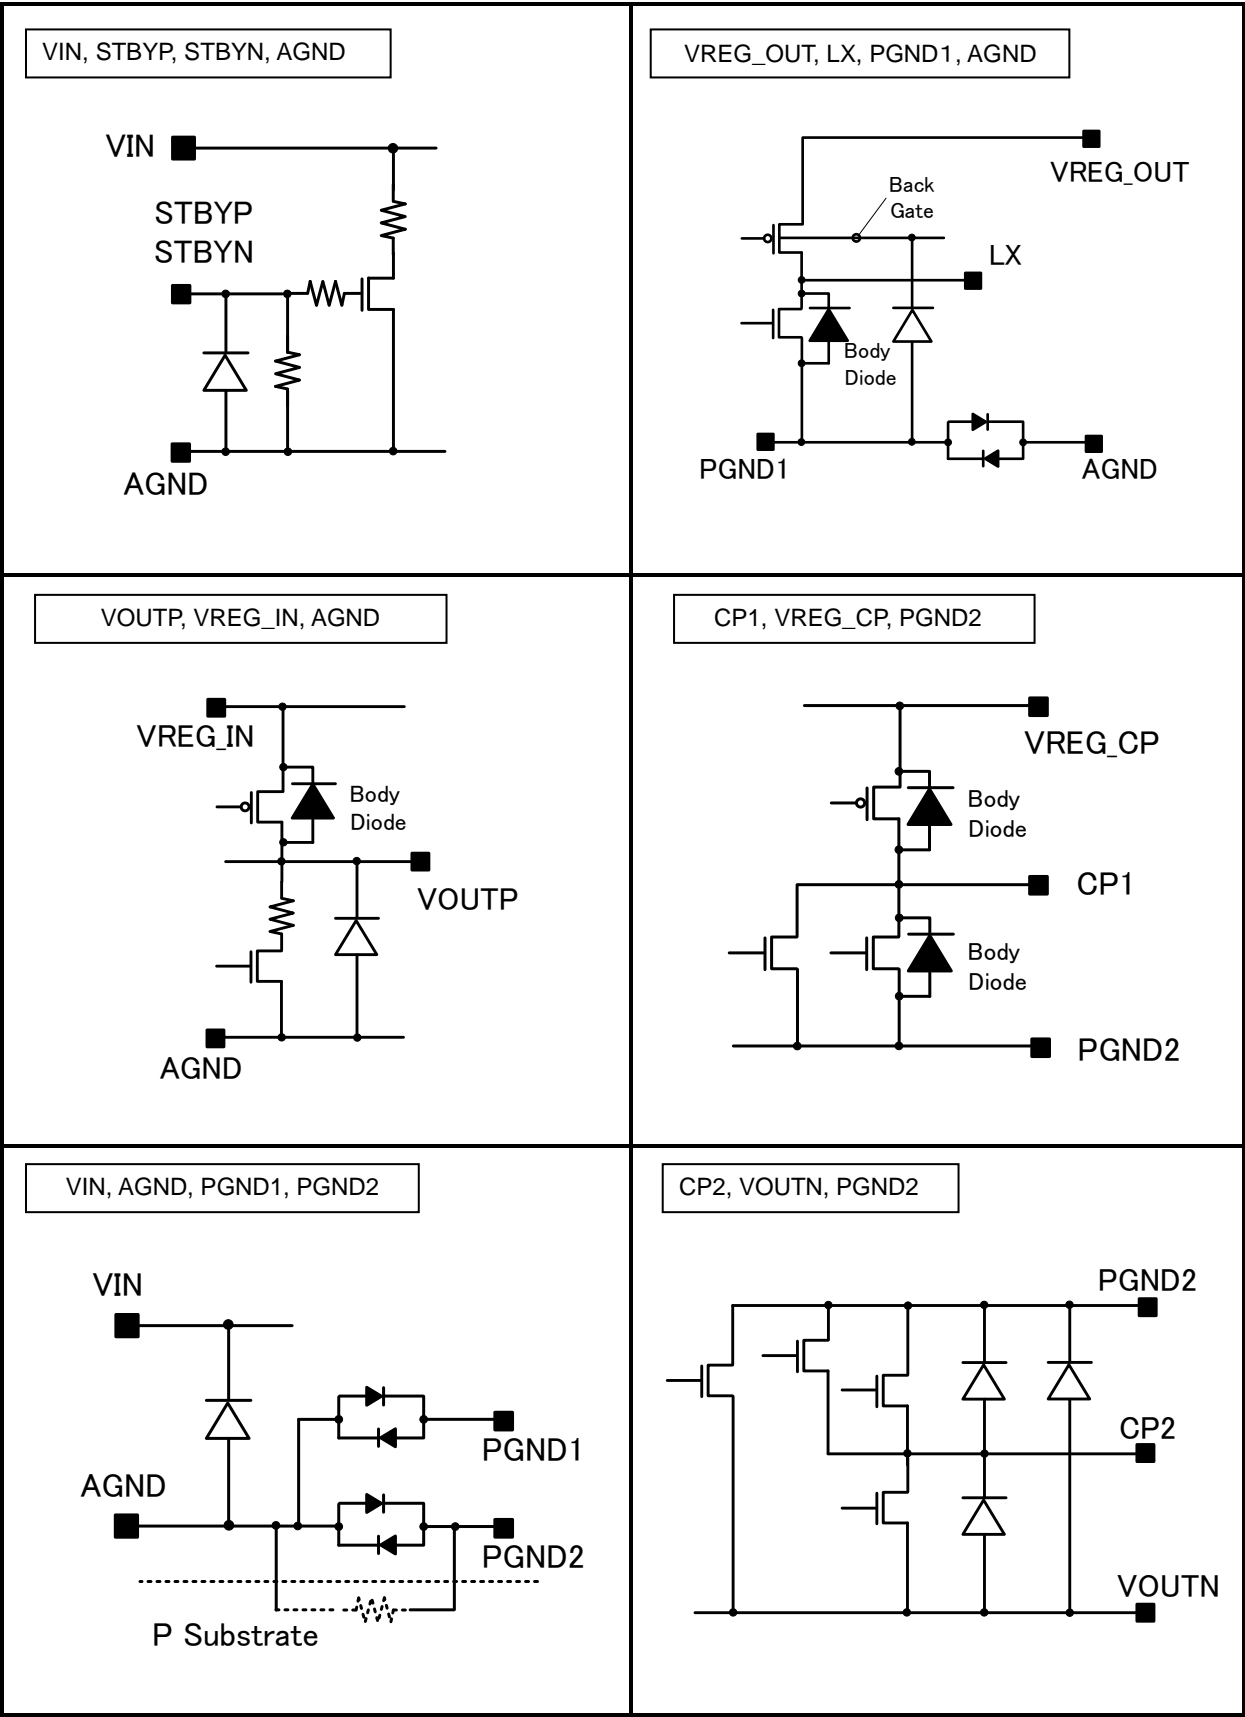 VIN, STBYP, STBYN, AGND
VIN
STBYP
STBYN
AGND
VREG_OUT, LX, PGND1, AGND
VREG_OUT
Back
Gate
LX
Body
Diode
PGND1
AGND
VOUTP, VREG_IN, AGND
VREG_IN
Body
Diode
VOUTP
AGND
CP1, VREG_CP, PGND2
VREG_CP
Body
Diode
CP1
Body
Diode
PGND2
VIN, AGND, PGND1, PGND2
VIN
PGND1
AGND
PGND2
P Substrate
CP2, VOUTN, PGND2
PGND2
CP2
VOUTN